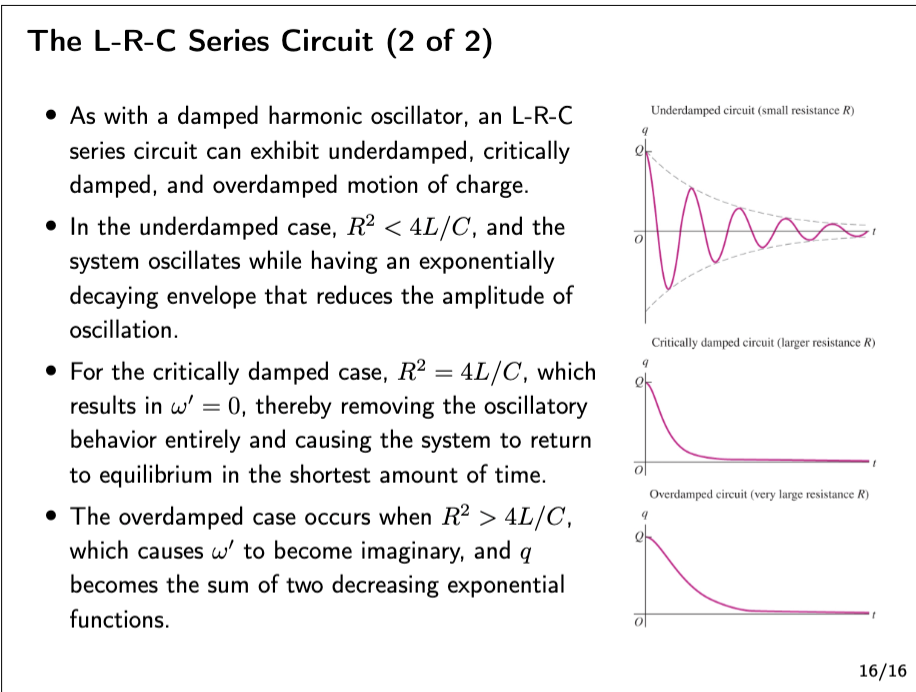 The L-R-C Series Circuit (2 of 2)
• As with a damped harmonic oscillator, an L-R-C
series circuit can exhibit underdamped, critically
damped, and overdamped motion of charge.
• In the underdamped case, R² < 4L/C, and the
system oscillates while having an exponentially
decaying envelope that reduces the amplitude of
oscillation.
• For the critically damped case, R² = 4L/C, which
results in ω′ = 0, thereby removing the oscillatory
behavior entirely and causing the system to return
to equilibrium in the shortest amount of time.
• The overdamped case occurs when R² > 4L/C,
which causes ω′ to become imaginary, and q
becomes the sum of two decreasing exponential
functions.
Underdamped circuit (small resistance R)
q
Q
O
t
Critically damped circuit (larger resistance R)
q
Q
O
t
Overdamped circuit (very large resistance R)
q
Q
O
t
16/16